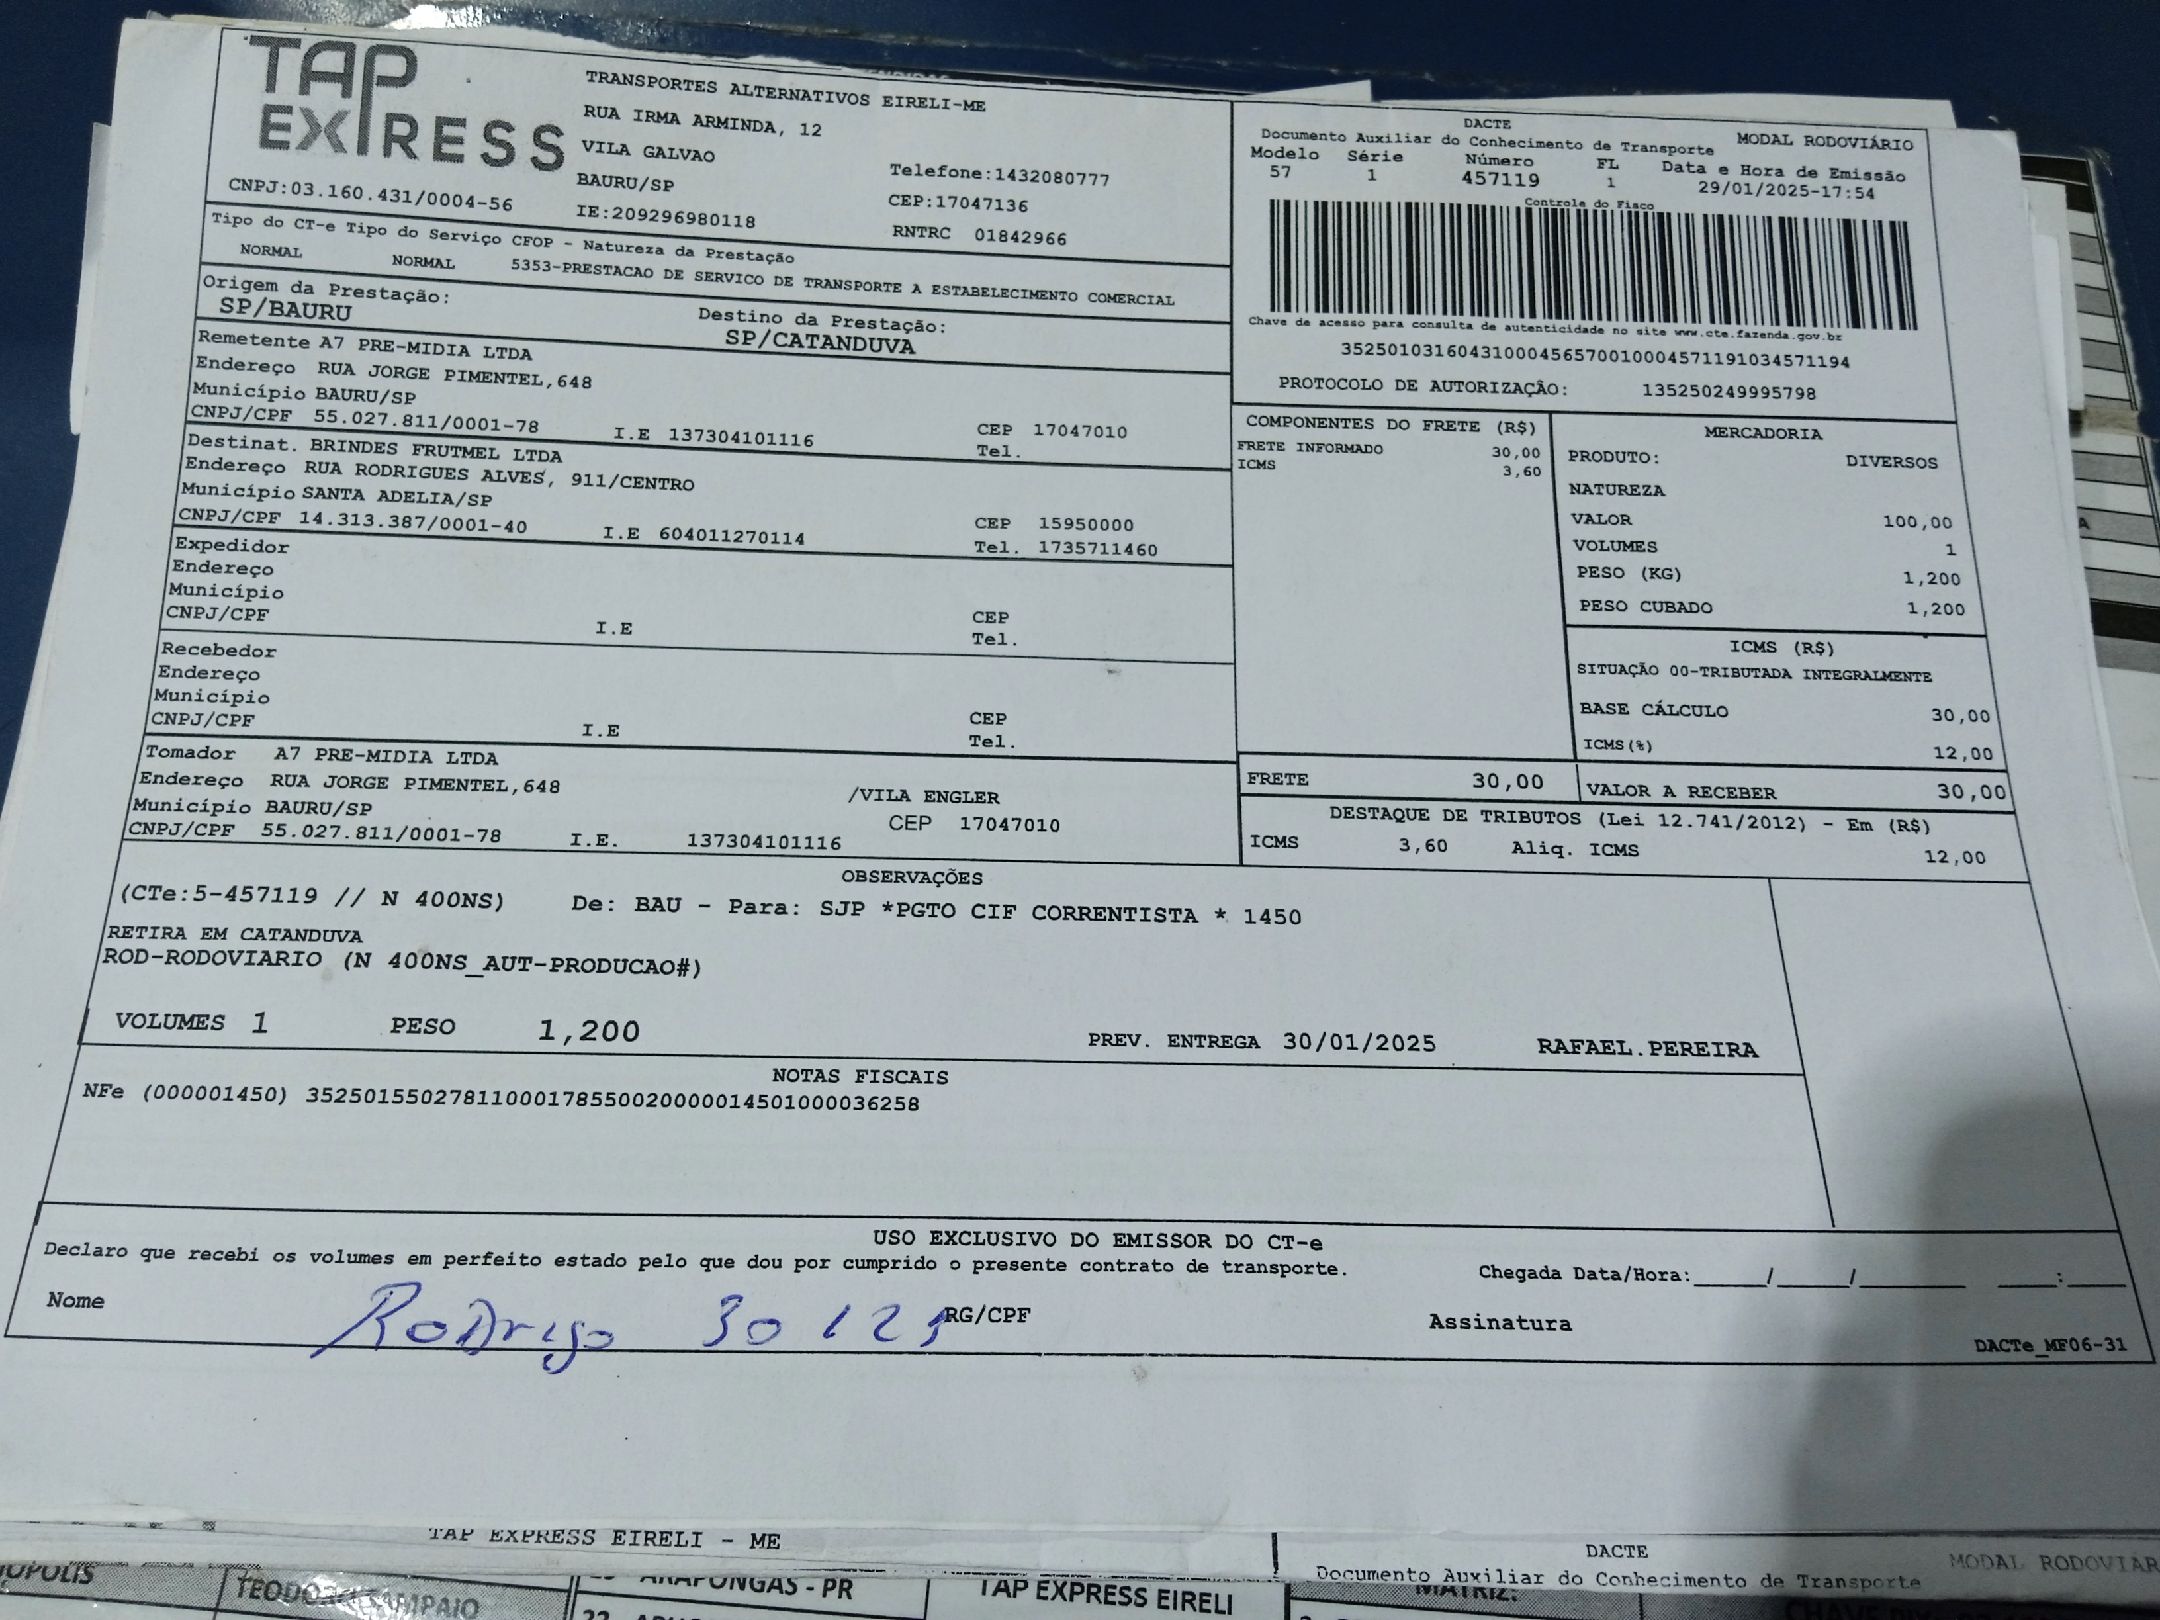 TAP EXPRESS
TRANSPORTES ALTERNATIVOS EIRELI-ME
RUA IRMA ARMINDA, 12
VILA GALVAO
BAURU/SP
Telefone:1432080777
CEP:17047136
CNPJ:03.160.431/0004-56
IE:209296980118
RNTRC 01842966
DACTE
Documento Auxiliar do Conhecimento de Transporte MODAL RODOVIÁRIO
Modelo Série Número FL Data e Hora de Emissão
57 1 457119 1 29/01/2025-17:54
Controle do Fisco
Chave de acesso para consulta de autenticidade no site www.cte.fazenda.gov.br
35250103160431000456570010004571191034571194
PROTOCOLO DE AUTORIZAÇÃO: 135250249995798
Tipo do CT-e Tipo do Serviço CFOP - Natureza da Prestação
NORMAL NORMAL 5353-PRESTACAO DE SERVICO DE TRANSPORTE A ESTABELECIMENTO COMERCIAL
Origem da Prestação: Destino da Prestação:
SP/BAURU SP/CATANDUVA
Remetente A7 PRE-MIDIA LTDA
Endereço RUA JORGE PIMENTEL,648
Município BAURU/SP
CNPJ/CPF 55.027.811/0001-78 I.E 137304101116 CEP 17047010
Tel.
Destinat. BRINDES FRUTMEL LTDA
Endereço RUA RODRIGUES ALVES, 911/CENTRO
Município SANTA ADELIA/SP
CNPJ/CPF 14.313.387/0001-40 I.E 604011270114 CEP 15950000
Tel. 1735711460
Expedidor
Endereço
Município
CNPJ/CPF I.E CEP
Tel.
Recebedor
Endereço
Município
CNPJ/CPF I.E CEP
Tel.
Tomador A7 PRE-MIDIA LTDA
Endereço RUA JORGE PIMENTEL,648 /VILA ENGLER
Município BAURU/SP CEP 17047010
CNPJ/CPF 55.027.811/0001-78 I.E. 137304101116
COMPONENTES DO FRETE (R$)
FRETE INFORMADO 30,00
ICMS 3,60
MERCADORIA
PRODUTO: DIVERSOS
NATUREZA
VALOR 100,00
VOLUMES 1
PESO (KG) 1,200
PESO CUBADO 1,200
ICMS (R$)
SITUAÇÃO 00-TRIBUTADA INTEGRALMENTE
BASE CÁLCULO 30,00
ICMS(%) 12,00
FRETE 30,00 VALOR A RECEBER 30,00
DESTAQUE DE TRIBUTOS (Lei 12.741/2012) - Em (R$)
ICMS 3,60 Aliq. ICMS 12,00
OBSERVAÇÕES
(CTe:5-457119 // N 400NS) De: BAU - Para: SJP *PGTO CIF CORRENTISTA * 1450
RETIRA EM CATANDUVA
ROD-RODOVIARIO (N 400NS_AUT-PRODUCAO#)
VOLUMES 1 PESO 1,200 PREV. ENTREGA 30/01/2025 RAFAEL.PEREIRA
NOTAS FISCAIS
NFe (000001450) 35250155027811000178550020000014501000036258
USO EXCLUSIVO DO EMISSOR DO CT-e
Declaro que recebi os volumes em perfeito estado pelo que dou por cumprido o presente contrato de transporte. Chegada Data/Hora:_____/_____/_______ ____:____
Nome Rodrigo 30 1 25 RG/CPF Assinatura
DACTe_MF06-31
TAP EXPRESS EIRELI - ME
DACTE
Documento Auxiliar do Conhecimento de Transporte
TEODORO SAMPAIO
ARAPONGAS - PR
TAP EXPRESS EIRELI
MATRIZ: